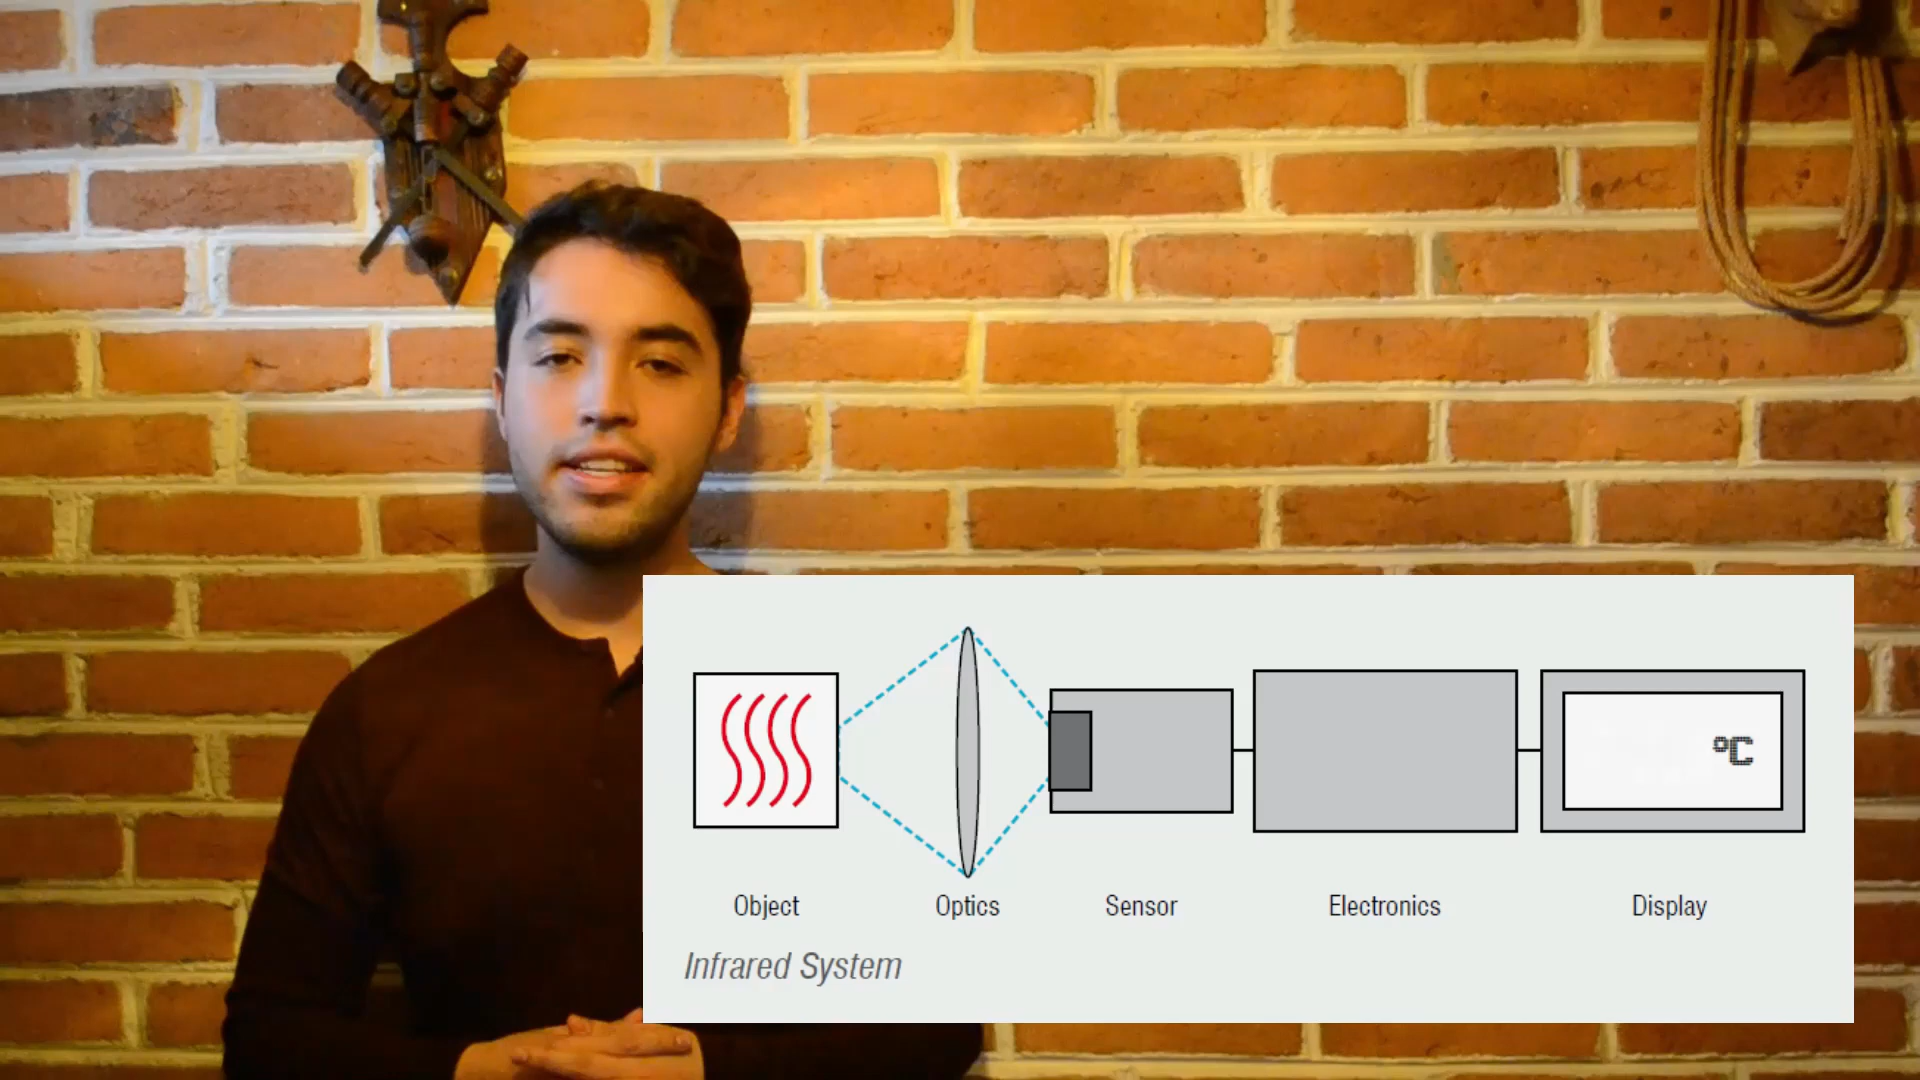 °C
Object
Optics
Sensor
Electronics
Display
Infrared System